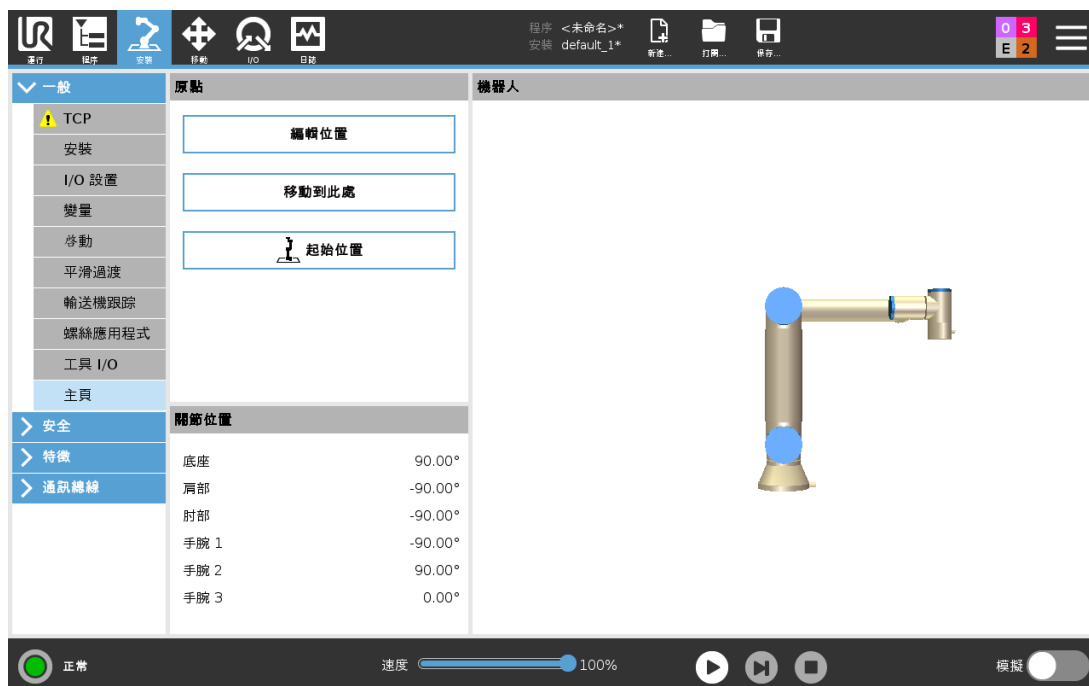 UR
運行
程序
安裝
移動
I/O
日誌
程序 <未命名>*
安裝 default_1*
新建...
打開...
保存...
0 3
E 2
一般
TCP
安裝
I/O 設置
變量
啓動
平滑過渡
輸送機跟踪
螺絲應用程式
工具 I/O
主頁
安全
特徵
通訊總線
原點
編輯位置
移動到此處
起始位置
關節位置
底座 90.00°
肩部 -90.00°
肘部 -90.00°
手腕 1 -90.00°
手腕 2 90.00°
手腕 3 0.00°
機器人
正常
速度 100%
模擬